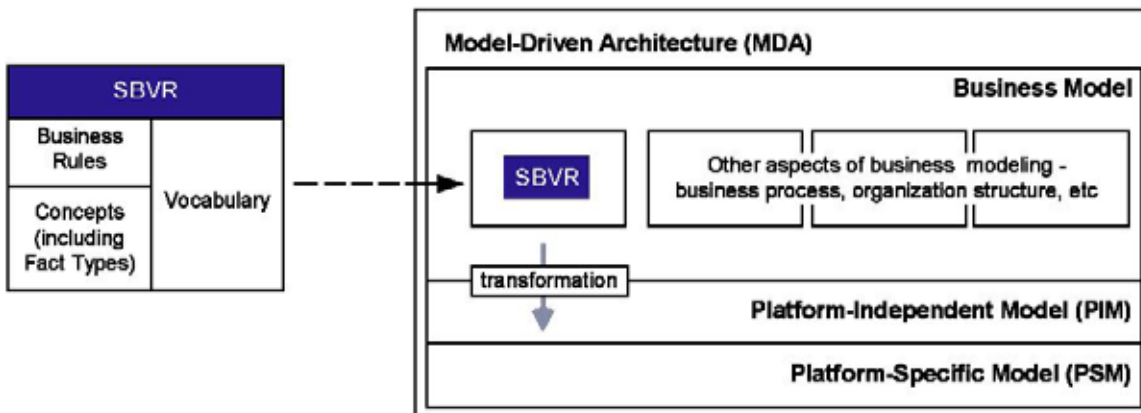 SBVR
Business
Rules
Concepts
(including
Fact Types)
Vocabulary
Model-Driven Architecture (MDA)
Business Model
SBVR
Other aspects of business modeling -
business process, organization structure, etc
transformation
Platform-Independent Model (PIM)
Platform-Specific Model (PSM)